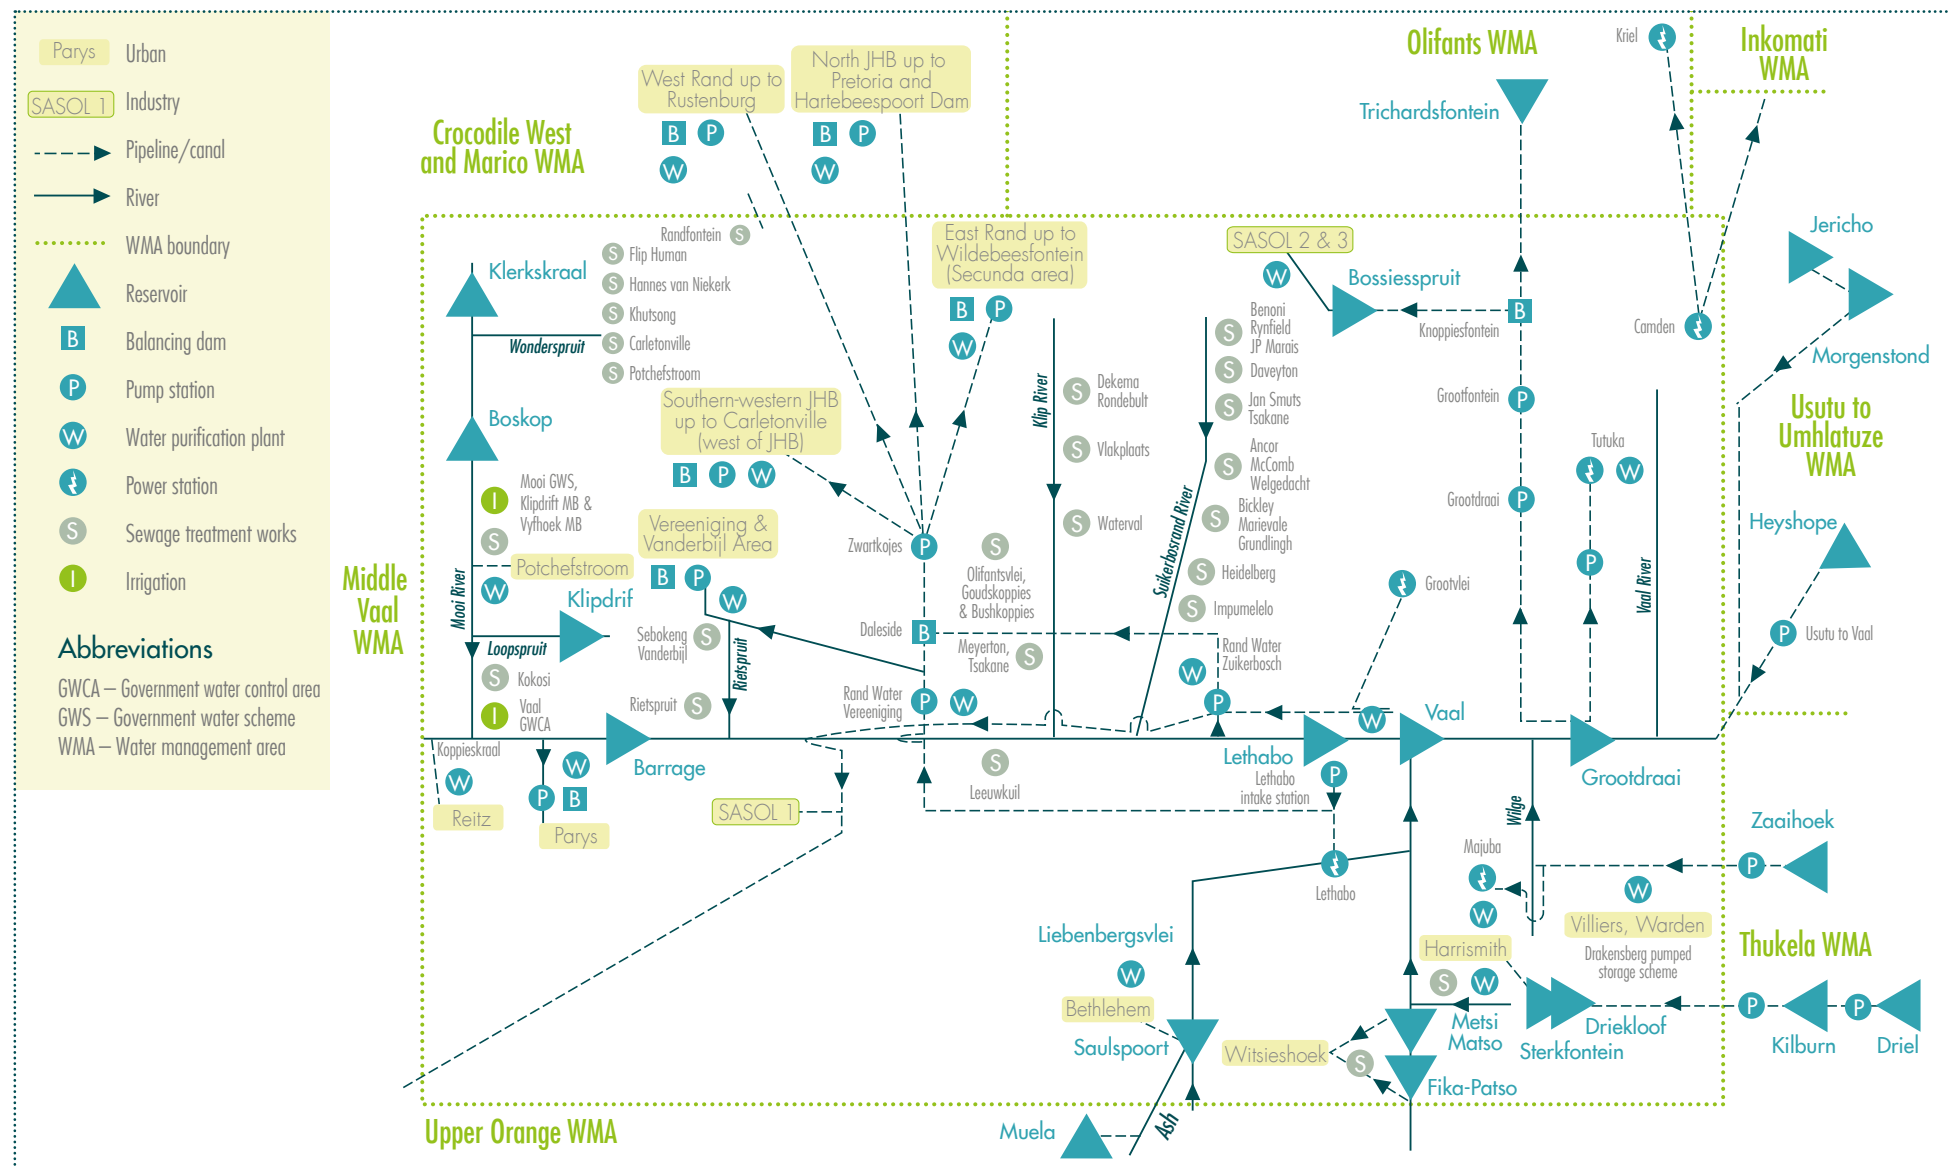 Parys
Urban
SASOL 1
Industry
Pipeline/canal
River
WMA boundary
Reservoir
B
Balancing dam
P
Pump station
W
Water purification plant
Power station
S
Sewage treatment works
I
Irrigation
Abbreviations
GWCA – Government water control area
GWS – Government water scheme
WMA – Water management area
Crocodile West
and Marico WMA
West Rand up to
Rustenburg
B
P
W
North JHB up to
Pretoria and
Hartebeespoort Dam
B
P
W
Olifants WMA
Kriel
Inkomati
WMA
Trichardsfontein
Randfontein
S
S
Flip Human
S
Hannes van Niekerk
S
Khutsong
S
Carletonville
S
Potchefstroom
Klerkskraal
Wonderspruit
East Rand up to
Wildebeesfontein
(Secunda area)
B
P
W
SASOL 2 & 3
W
Bossiesspruit
B
Knoppiesfontein
Camden
Jericho
Morgenstond
Boskop
Southern-western JHB
up to Carletonville
(west of JHB)
B
P
W
Klip River
S
Dekema
Rondebult
S
Vlakplaats
S
Waterval
Benoni
Rynfield
JP Marais
S
S
Daveyton
S
Jan Smuts
Tsakane
S
Ancor
McComb
Welgedacht
S
Bickley
Marievale
Grundlingh
S
Heidelberg
S
Impumelelo
Suikerbosrand River
Grootfontein
P
Grootdraai
P
Tutuka
W
P
Vaal River
Usutu to
Umhlatuze
WMA
Heyshope
P
Usutu to Vaal
Middle
Vaal
WMA
I
Mooi GWS,
Klipdrift MB &
Vyfhoek MB
S
Potchefstroom
W
Mooi River
Klipdrif
Loopspruit
S
Kokosi
I
Vaal
GWCA
Vereeniging &
Vanderbijl Area
B
P
W
Sebokeng
Vanderbijl
S
Rietspruit
Rietspruit
S
Zwartkojes
P
S
Olifantsvlei,
Goudskoppies
& Bushkoppies
Daleside
B
Meyerton,
Tsakane
S
Rand Water
Vereeniging
P
W
Rand Water
Zuikerbosch
W
P
Grootvlei
W
Vaal
Lethabo
Lethabo
intake station
P
Lethabo
Grootdraai
Koppieskraal
W
Reitz
W
P
B
Parys
Barrage
SASOL 1
S
Leeuwkuil
Wilge
Majuba
W
Zaaihoek
P
W
Villiers, Warden
Drakensberg pumped
storage scheme
Thukela WMA
Harrismith
S
W
Liebenbergsvlei
W
Bethlehem
Saulspoort
Witsieshoek
S
Metsi
Matso
Fika-Patso
Driekloof
Sterkfontein
P
Kilburn
P
Driel
Upper Orange WMA
Muela
Ash